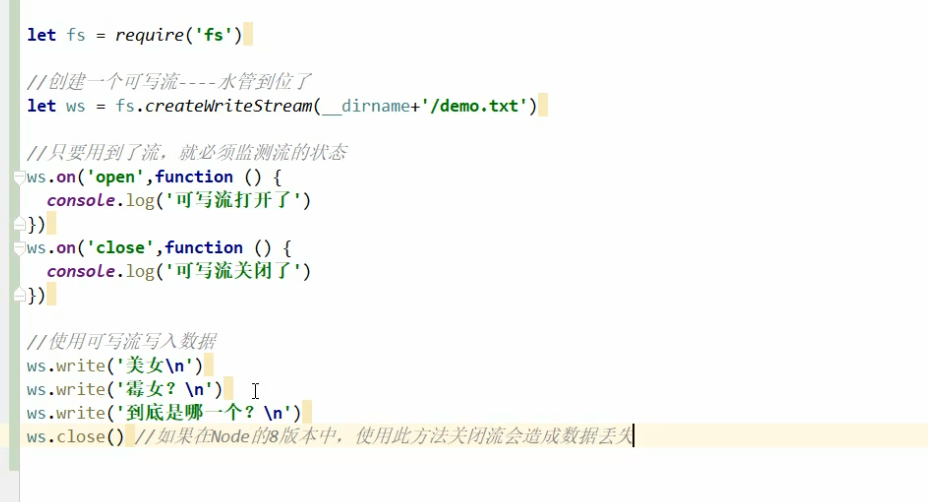 let fs = require('fs')
//创建一个可写流----水管到位了
let ws = fs.createWriteStream(__dirname+'/demo.txt')
//只要用到了流，就必须监测流的状态
ws.on('open',function () {
console.log('可写流打开了')
})
ws.on('close',function () {
console.log('可写流关闭了')
})
//使用可写流写入数据
ws.write('美女\n')
ws.write('霉女？\n')
ws.write('到底是哪一个？\n')
ws.close() //如果在Node的8版本中，使用此方法关闭流会造成数据丢失